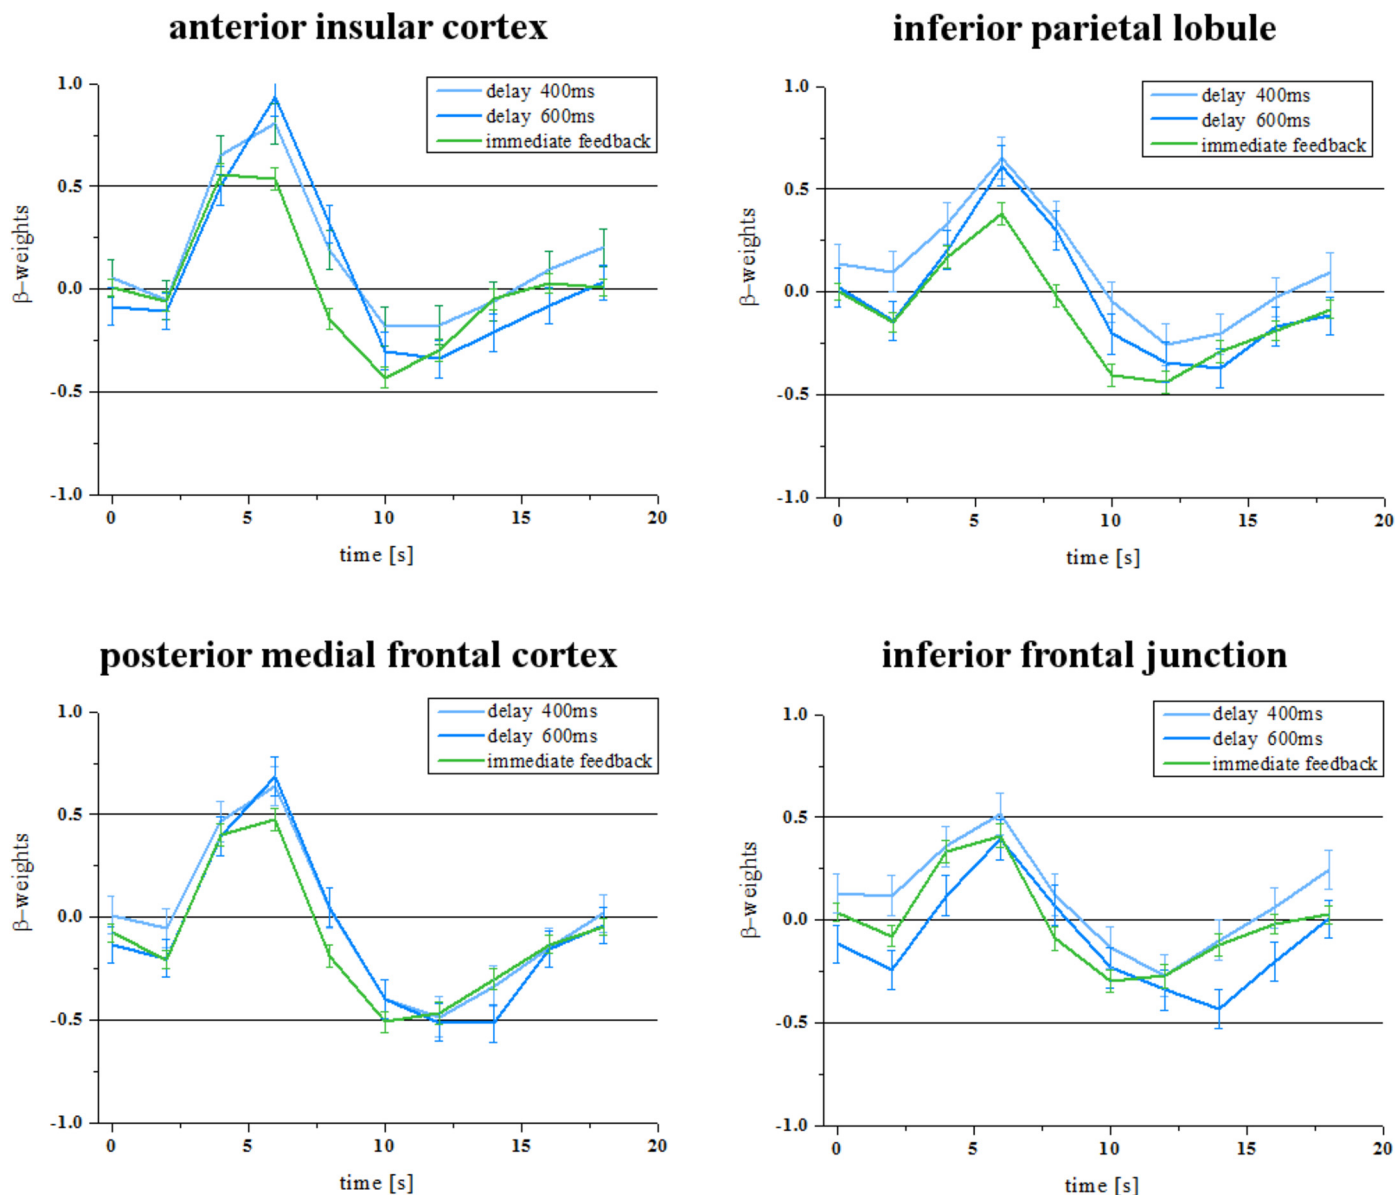 anterior insular cortex
1.0
0.5
0.0
-0.5
-1.0
β-weights
delay 400ms
delay 600ms
immediate feedback
0 5 10 15 20
time [s]
inferior parietal lobule
1.0
0.5
0.0
-0.5
-1.0
β-weights
delay 400ms
delay 600ms
immediate feedback
0 5 10 15 20
time [s]
posterior medial frontal cortex
1.0
0.5
0.0
-0.5
-1.0
β-weights
delay 400ms
delay 600ms
immediate feedback
0 5 10 15 20
time [s]
inferior frontal junction
1.0
0.5
0.0
-0.5
-1.0
β-weights
delay 400ms
delay 600ms
immediate feedback
0 5 10 15 20
time [s]